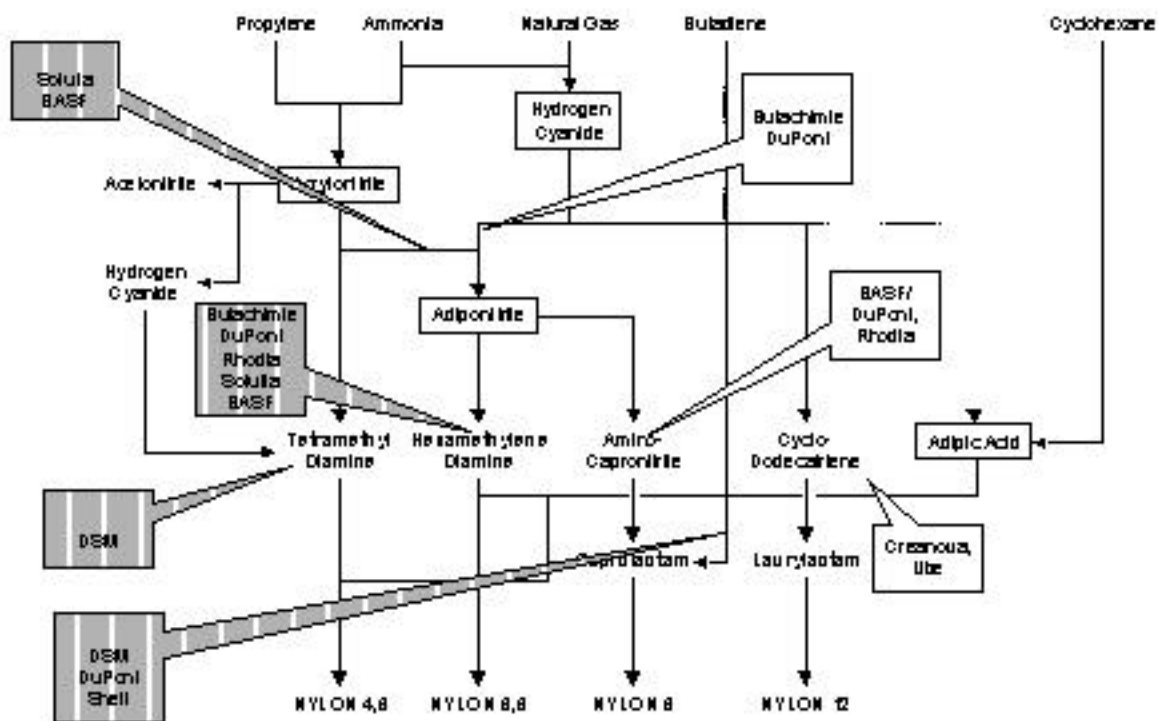 Propylene
Ammonia
Natural Gas
Butadiene
Cyclohexane
Solutia
BASF
Hydrogen
Cyanide
Butachimie
DuPont
Acetonitrile
Hydrogen
Cyanide
BASF/
DuPont,
Rhodia
Butachimie
DuPont
Rhodia
Solutia
BASF
Adiponitrile
Tetramethyl
Diamine
Hexamethylene
Diamine
Amino-
Capronitrile
Cyclo-
Dodecatriene
Adipic Acid
DSM
Creanova,
Ube
Laurylactam
DSM
DuPont
Shell
NYLON 4,6
NYLON 6,6
NYLON 6
NYLON 12